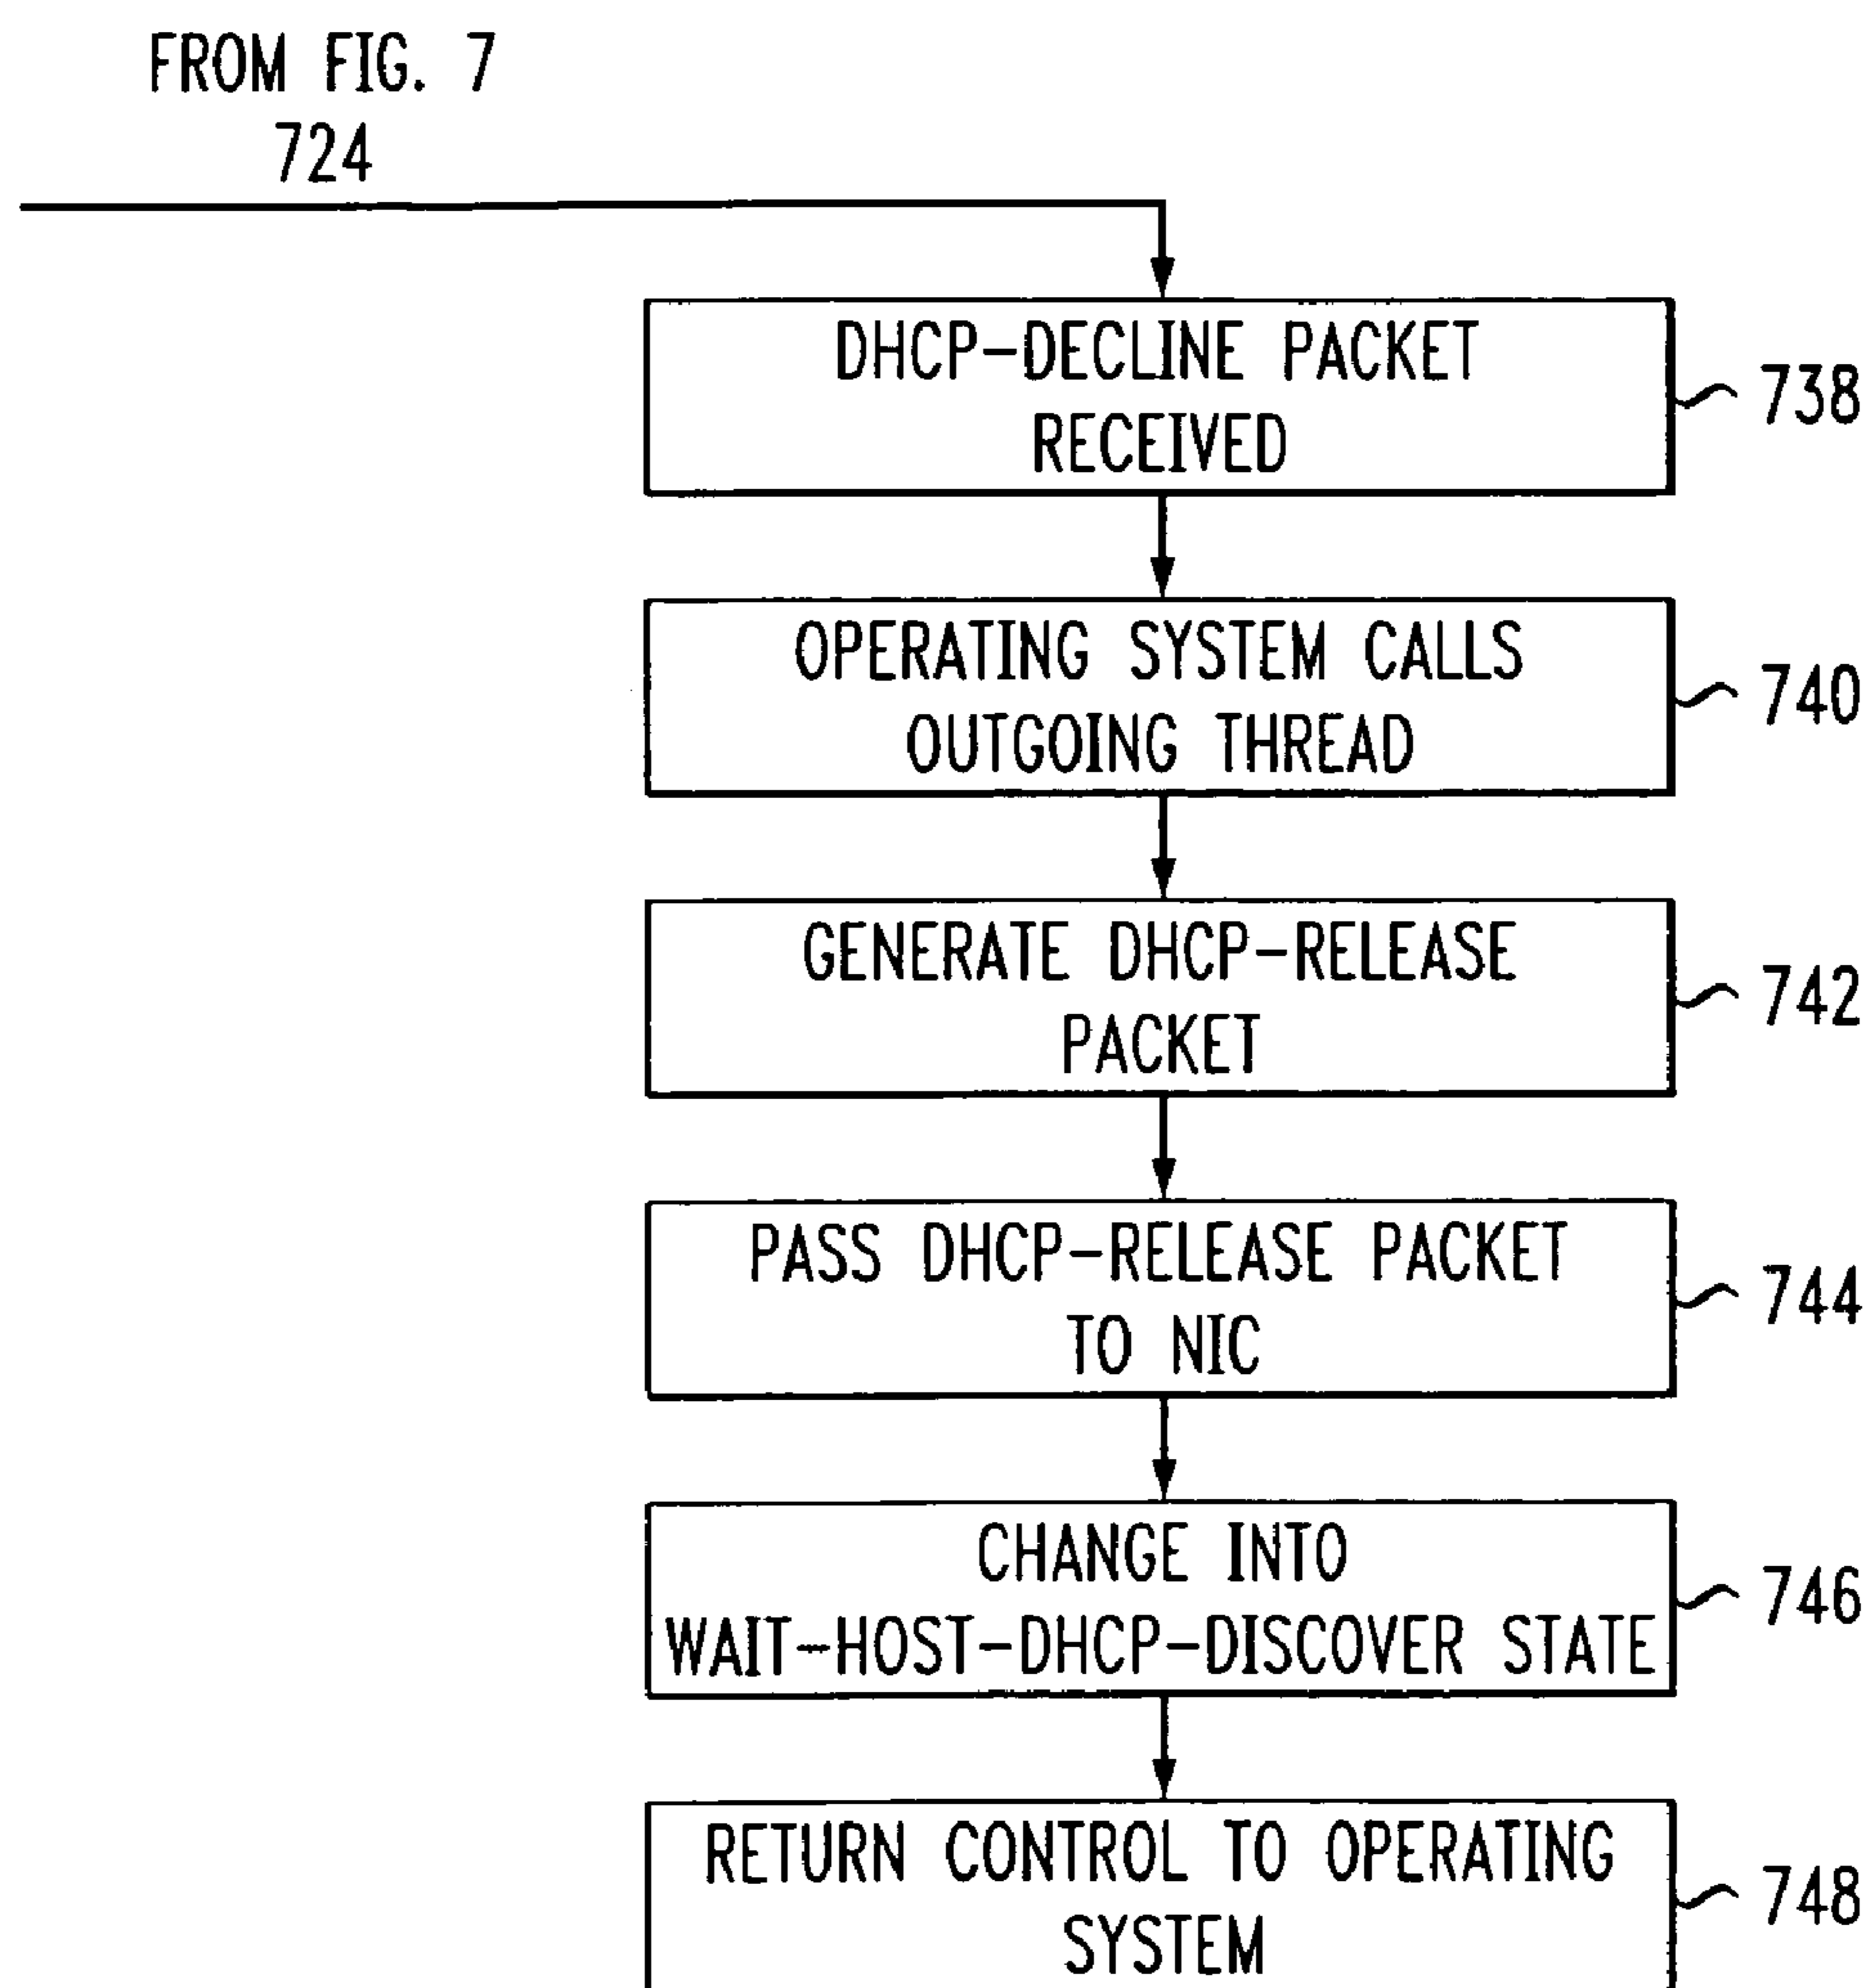 FROM FIG. 7
724
DHCP-DECLINE PACKET
RECEIVED
738
OPERATING SYSTEM CALLS
OUTGOING THREAD
740
GENERATE DHCP-RELEASE
PACKET
742
PASS DHCP-RELEASE PACKET
TO NIC
744
CHANGE INTO
WAIT-HOST-DHCP-DISCOVER STATE
746
RETURN CONTROL TO OPERATING
SYSTEM
748